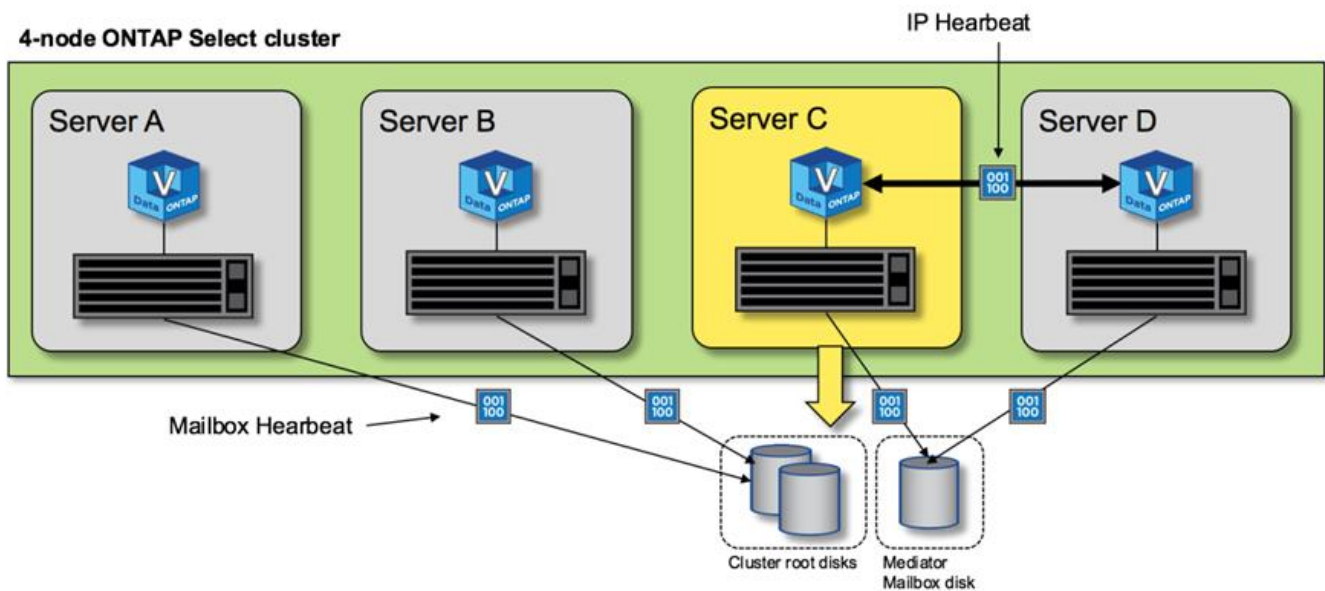 IP Hearbeat
4-node ONTAP Select cluster
Server A
Server B
Server C
Server D
V
Data ONTAP
V
Data ONTAP
V
Data ONTAP
V
Data ONTAP
001
100
001
100
001
100
001
100
001
100
Mailbox Hearbeat
Cluster root disks
Mediator
Mailbox disk